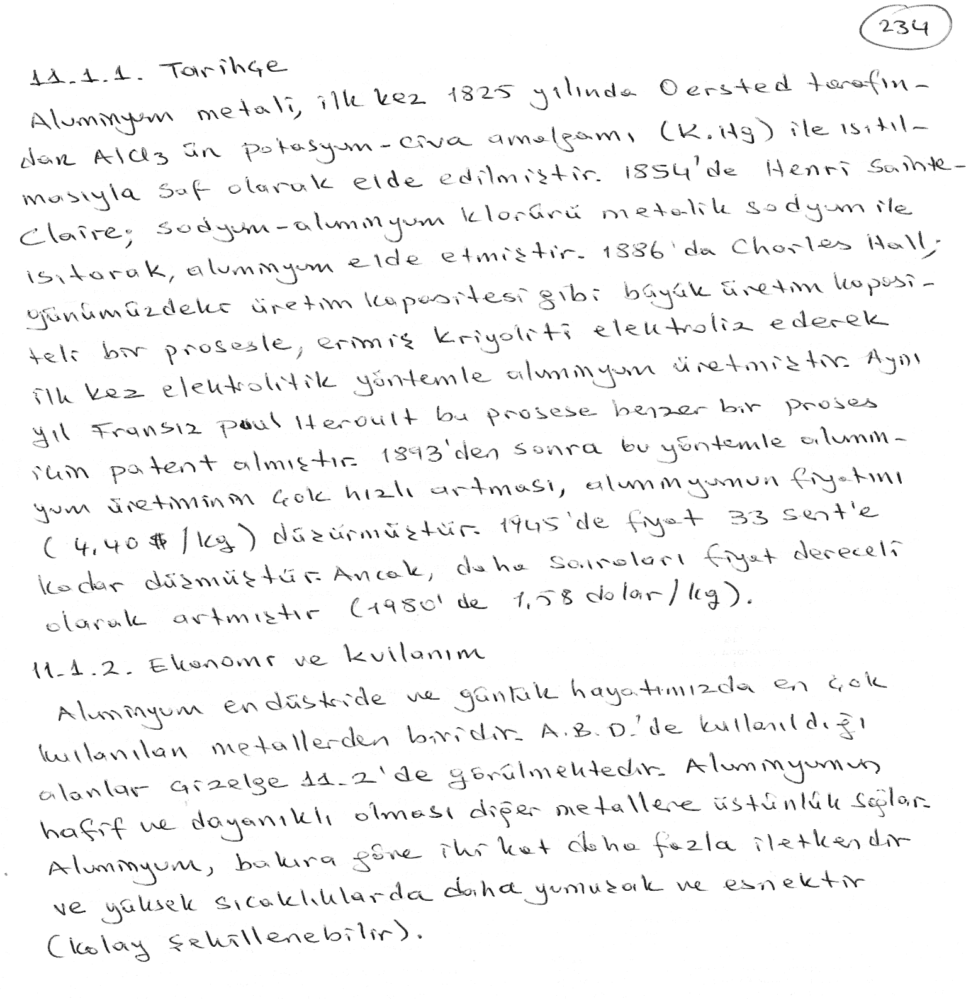 234
11.1.1. Tarihçe
Aluminyum metali, ilk kez 1825 yılında Oersted tarafın-
dan AlCl3 ün potasyum-civa amalgamı (K.Hg) ile ısıtıl-
masıyla saf olarak elde edilmiştir. 1854'de Henri Sainte-
Claire; sodyum-aluminyum klorürü metalik sodyum ile
ısıtarak, aluminyum elde etmiştir. 1886'da Charles Hall,
günümüzdeki üretim kapasitesi gibi büyük üretim kapasi-
teli bir prosesle, erimiş kriyoliti elektroliz ederek
ilk kez elektrolitik yöntemle aluminyum üretmiştir. Aynı
yıl Fransız paul Heroult bu prosese benzer bir proses
için patent almıştır. 1893'den sonra bu yöntemle alumin-
yum üretiminin çok hızlı artması, aluminyumun fiyatını
(4,40 $/kg) düşürmüştür. 1945'de fiyat 33 sent'e
kadar düşmüştür. Ancak, daha sonraları fiyat dereceli
olarak artmıştır (1980'de 1,58 dolar/kg).
11.1.2. Ekonomi ve kullanım
Aluminyum endüstride ve günlük hayatımızda en çok
kullanılan metallerden biridir. A.B.D.'de kullanıldığı
alanlar Çizelge 11.2'de görülmektedir. Aluminyumun
hafif ve dayanıklı olması diğer metallere üstünlük sağlar.
Aluminyum, bakıra göre iki kat daha fazla iletkendir
ve yüksek sıcaklıklarda daha yumuşak ve esnektir
(kolay şekillenebilir).